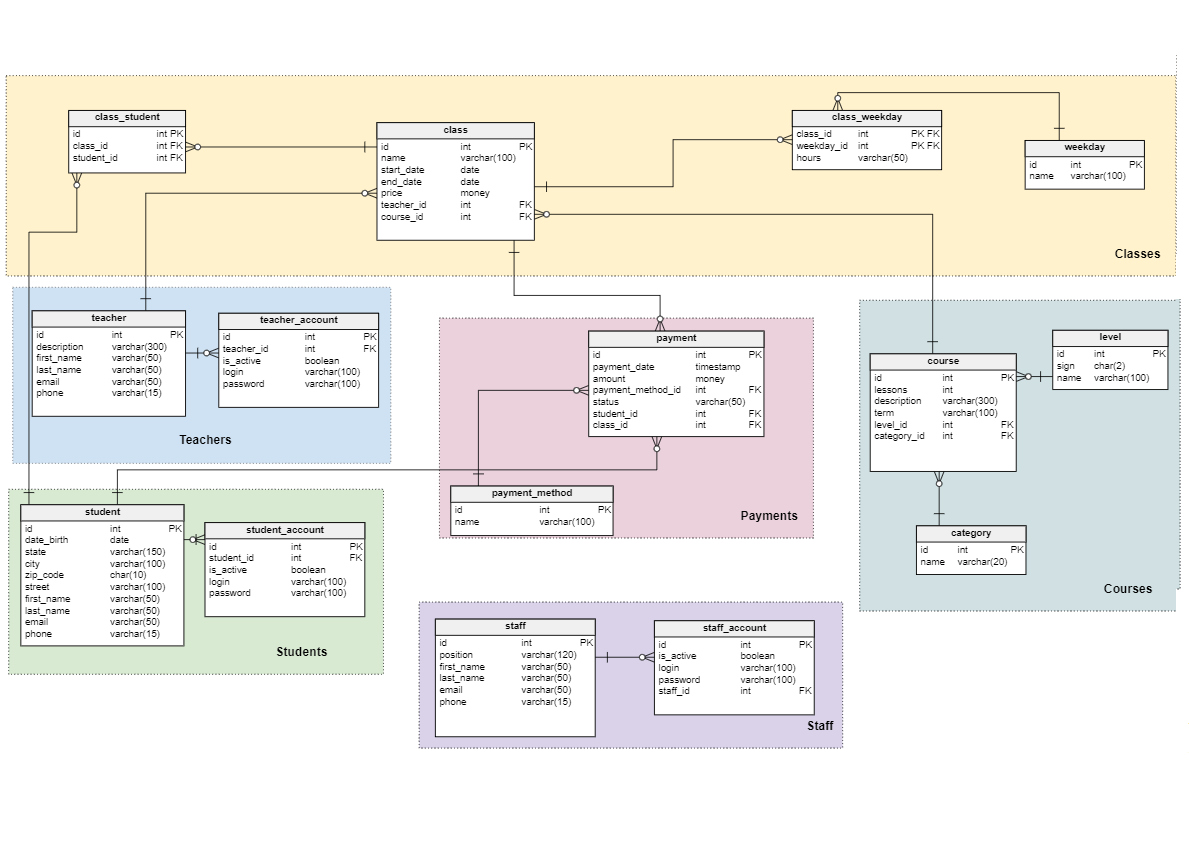 class_student
id int PK
class_id int FK
student_id int FK
class
id int PK
name varchar(100)
start_date date
end_date date
price money
teacher_id int FK
course_id int FK
class_weekday
class_id int PK FK
weekday_id int PK FK
hours varchar(50)
weekday
id int PK
name varchar(100)
Classes
teacher
id int PK
description varchar(300)
first_name varchar(50)
last_name varchar(50)
email varchar(50)
phone varchar(15)
teacher_account
id int PK
teacher_id int FK
is_active boolean
login varchar(100)
password varchar(100)
Teachers
payment
id int PK
payment_date timestamp
amount money
payment_method_id int FK
status varchar(50)
student_id int FK
class_id int FK
payment_method
id int PK
name varchar(100)
Payments
course
id int PK
lessons int
description varchar(300)
term varchar(100)
level_id int FK
category_id int FK
level
id int PK
sign char(2)
name varchar(100)
category
id int PK
name varchar(20)
Courses
student
id int PK
date_birth date
state varchar(150)
city varchar(100)
zip_code char(10)
street varchar(100)
first_name varchar(50)
last_name varchar(50)
email varchar(50)
phone varchar(15)
student_account
id int PK
student_id int FK
is_active boolean
login varchar(100)
password varchar(100)
Students
staff
id int PK
position varchar(120)
first_name varchar(50)
last_name varchar(50)
email varchar(50)
phone varchar(15)
staff_account
id int PK
is_active boolean
login varchar(100)
password varchar(100)
staff_id int FK
Staff